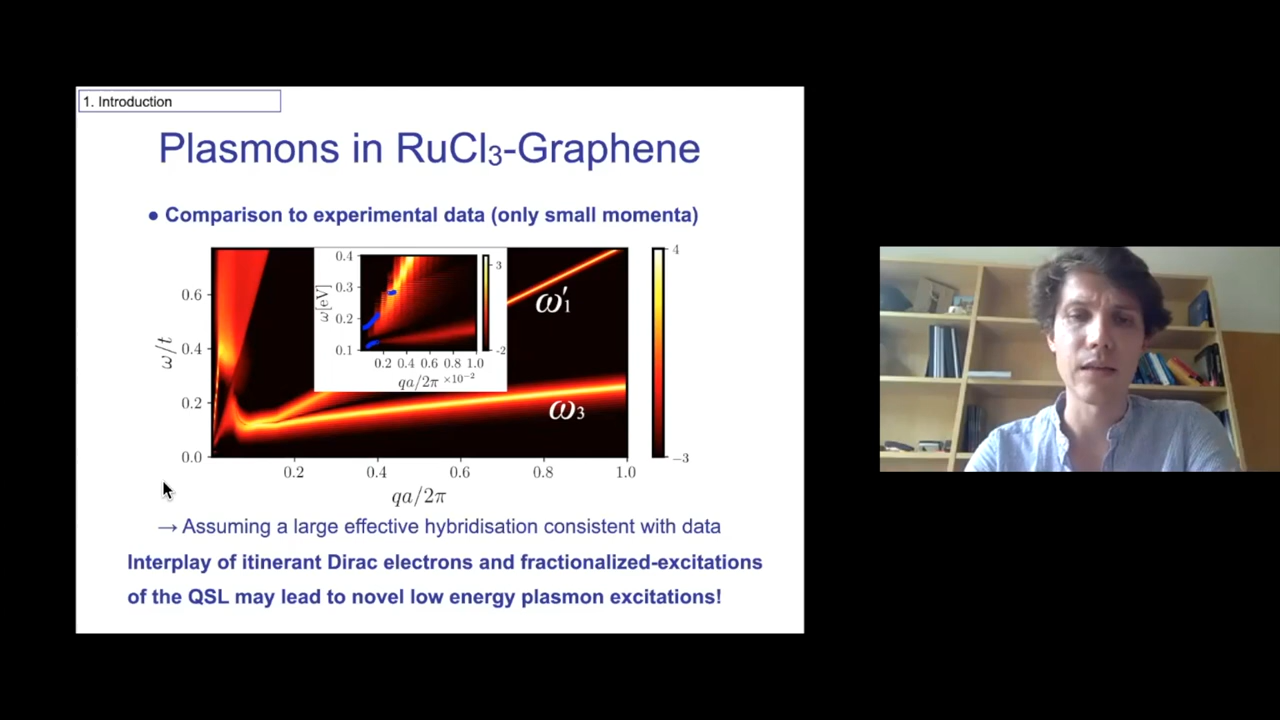 1. Introduction
Plasmons in RuCl₃-Graphene
● Comparison to experimental data (only small momenta)
ω/t
0.6
0.4
0.2
0.0
0.2 0.4 0.6 0.8 1.0
qa/2π
ω[eV]
0.4
0.3
0.2
0.1
0.2 0.4 0.6 0.8 1.0
qa/2π ×10⁻²
3
-2
ω′₁
ω₃
4
−3
→ Assuming a large effective hybridisation consistent with data
Interplay of itinerant Dirac electrons and fractionalized-excitations
of the QSL may lead to novel low energy plasmon excitations!